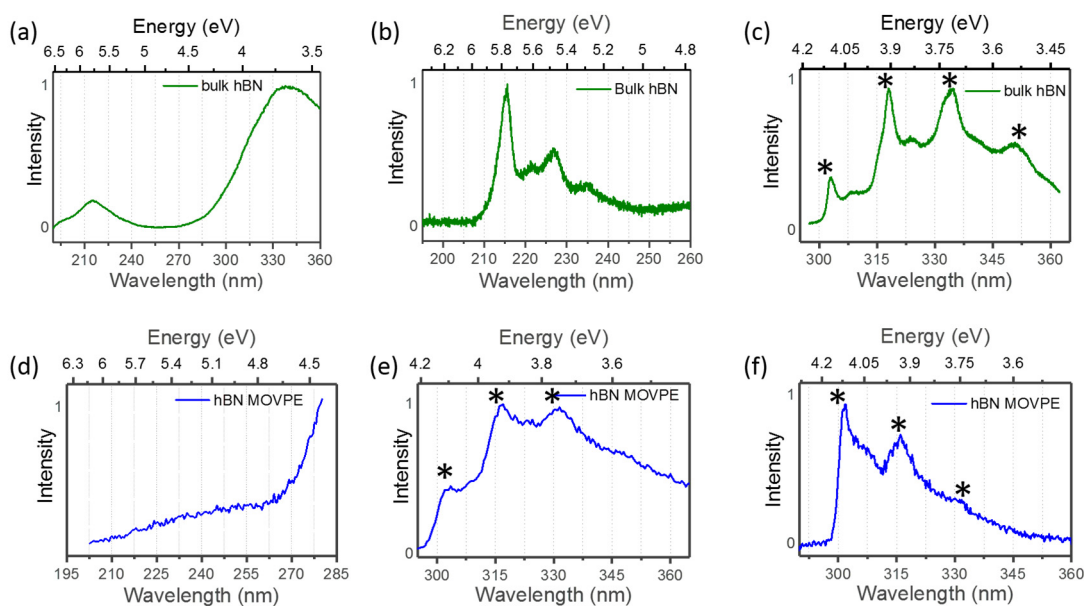 (a)
Energy (eV)
6.5 6 5.5 5 4.5 4 3.5
1
bulk hBN
Intensity
0
210 240 270 300 330 360
Wavelength (nm)
(b)
Energy (eV)
6.2 6 5.8 5.6 5.4 5.2 5 4.8
1
Bulk hBN
Intensity
0
200 210 220 230 240 250 260
Wavelength (nm)
(c)
Energy (eV)
4.2 4.05 3.9 3.75 3.6 3.45
1
bulk hBN
* * * *
Intensity
0
300 315 330 345 360
Wavelength (nm)
(d)
Energy (eV)
6.3 6 5.7 5.4 5.1 4.8 4.5
1
hBN MOVPE
Intensity
195 210 225 240 255 270 285
Wavelength (nm)
(e)
Energy (eV)
4.2 4 3.8 3.6
1
hBN MOVPE
* * *
Intensity
0
300 315 330 345 360
Wavelength (nm)
(f)
Energy (eV)
4.2 4.05 3.9 3.75 3.6
1
hBN MOVPE
* * *
Intensity
0
300 315 330 345 360
Wavelength (nm)